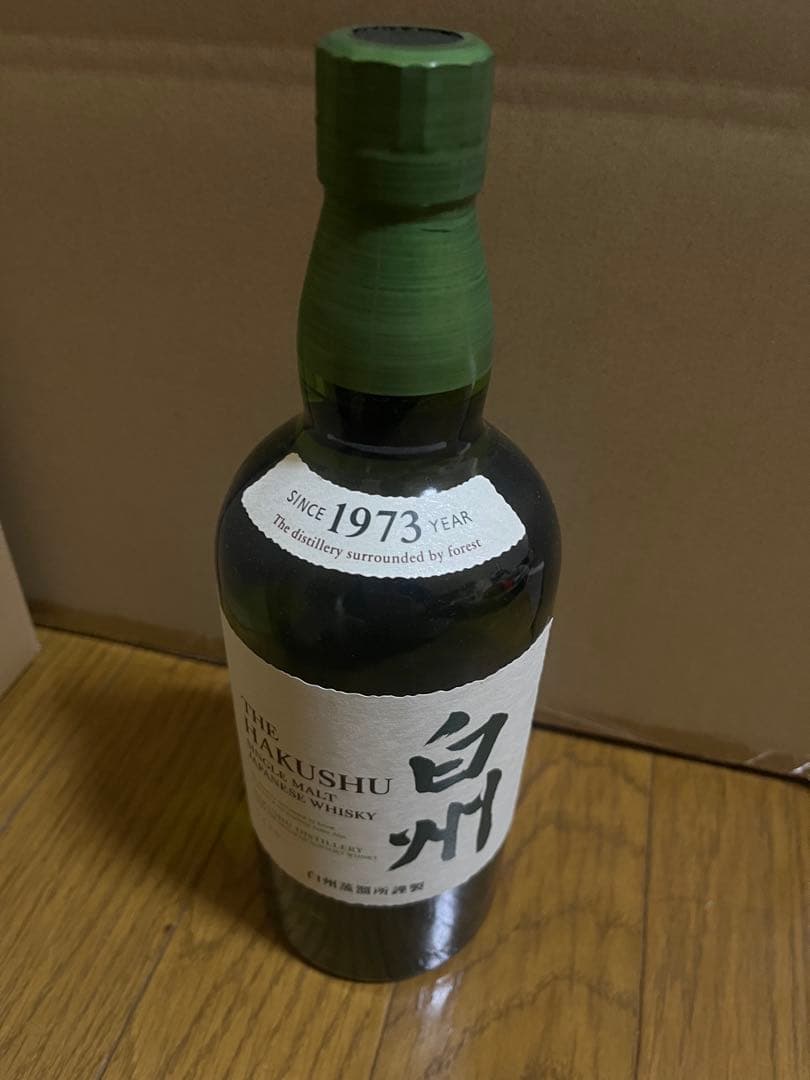 SINCE 1973 YEAR
The distillery surrounded by forest
THE
HAKUSHU
SINGLE MALT
JAPANESE WHISKY
DISTILLERY
白州
白州蒸溜所謹製